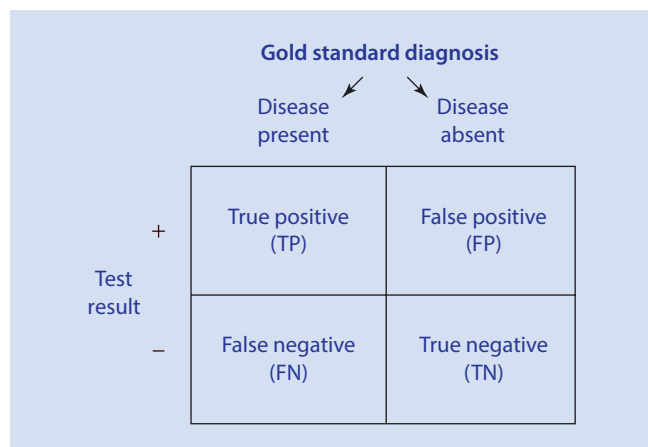 Gold standard diagnosis
Disease present
Disease absent
+
True positive
(TP)
False positive
(FP)
Test
result
−
False negative
(FN)
True negative
(TN)